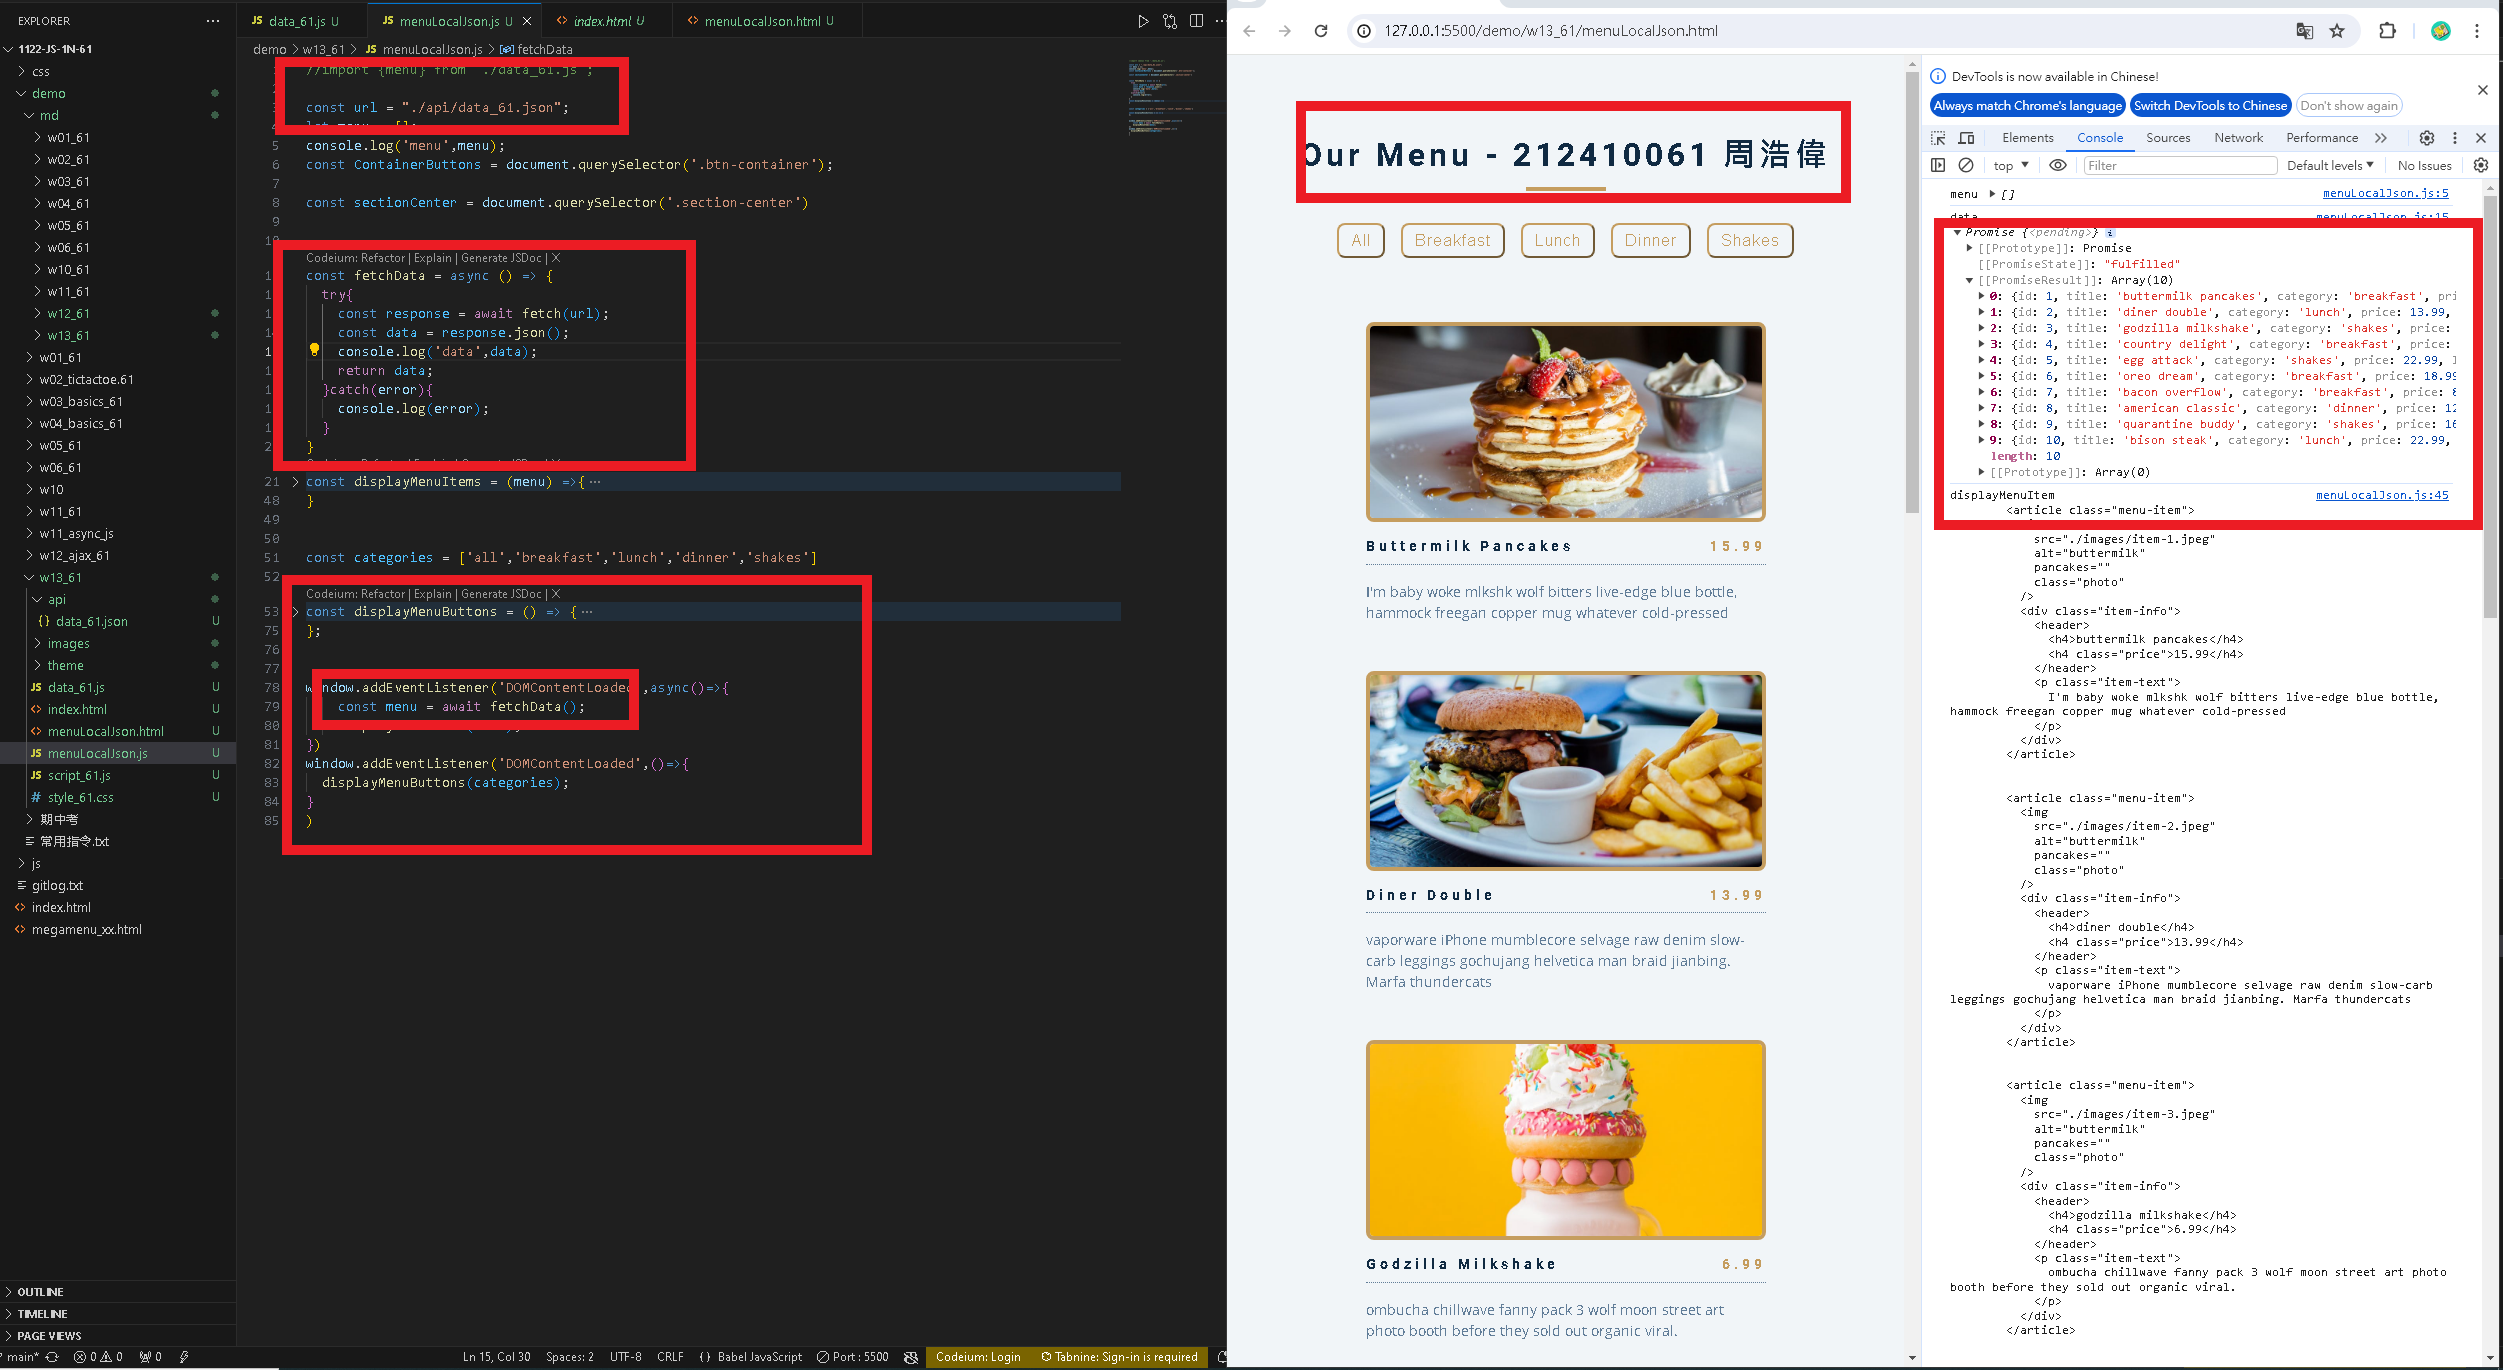 EXPLORER
1122-JS-1N-61
css
demo
md
w01_61
w02_61
w03_61
w04_61
w05_61
w06_61
w10_61
w11_61
w12_61
w13_61
w01_61
w02_tictactoe.61
w03_basics_61
w04_basics_61
w05_61
w06_61
w10
w11_61
w11_async_js
w12_ajax_61
w13_61
api
{} data_61.json U
images
theme
JS data_61.js U
<> index.html U
<> menuLocalJson.html U
JS menuLocalJson.js U
JS script_61.js U
# style_61.css U
期中考
常用指令.txt
js
gitlog.txt
<> index.html
<> megamenu_xx.html
OUTLINE
TIMELINE
PAGE VIEWS
JS data_61.js U
JS menuLocalJson.js U
<> index.html U
<> menuLocalJson.html U
demo > w13_61 > JS menuLocalJson.js > fetchData
//import {menu} from './data_61.js';
const url = "./api/data_61.json";
5 console.log('menu',menu);
6 const ContainerButtons = document.querySelector('.btn-container');
7
8 const sectionCenter = document.querySelector('.section-center')
9
Codeium: Refactor | Explain | Generate JSDoc | X
const fetchData = async () => {
try{
const response = await fetch(url);
const data = response.json();
console.log('data',data);
return data;
}catch(error){
console.log(error);
}
}
21 const displayMenuItems = (menu) =>{ ⋯
48 }
49
50
51 const categories = ['all','breakfast','lunch','dinner','shakes']
52
Codeium: Refactor | Explain | Generate JSDoc | X
53 const displayMenuButtons = () => { ⋯
75 };
76
77
78 window.addEventListener('DOMContentLoaded',async()=>{
79 const menu = await fetchData();
80
81 })
82 window.addEventListener('DOMContentLoaded',()=>{
83 displayMenuButtons(categories);
84 }
85 )
main* 0 0 0 Ln 15, Col 30 Spaces: 2 UTF-8 CRLF {} Babel JavaScript Port : 5500 Codeium: Login Tabnine: Sign-in is required
127.0.0.1:5500/demo/w13_61/menuLocalJson.html
Our Menu - 212410061 周浩偉
All Breakfast Lunch Dinner Shakes
Buttermilk Pancakes 15.99
I'm baby woke mlkshk wolf bitters live-edge blue bottle,
hammock freegan copper mug whatever cold-pressed
Diner Double 13.99
vaporware iPhone mumblecore selvage raw denim slow-
carb leggings gochujang helvetica man braid jianbing.
Marfa thundercats
Godzilla Milkshake 6.99
ombucha chillwave fanny pack 3 wolf moon street art
photo booth before they sold out organic viral.
DevTools is now available in Chinese!
Always match Chrome's language Switch DevTools to Chinese Don't show again
Elements Console Sources Network Performance
top Filter Default levels No Issues
menu [] menuLocalJson.js:5
data menuLocalJson.js:15
Promise {<pending>}
[[Prototype]]: Promise
[[PromiseState]]: "fulfilled"
[[PromiseResult]]: Array(10)
0: {id: 1, title: 'buttermilk pancakes', category: 'breakfast', pri
1: {id: 2, title: 'diner double', category: 'lunch', price: 13.99,
2: {id: 3, title: 'godzilla milkshake', category: 'shakes', price:
3: {id: 4, title: 'country delight', category: 'breakfast', price:
4: {id: 5, title: 'egg attack', category: 'shakes', price: 22.99,
5: {id: 6, title: 'oreo dream', category: 'breakfast', price: 18.99
6: {id: 7, title: 'bacon overflow', category: 'breakfast', price: 8
7: {id: 8, title: 'american classic', category: 'dinner', price: 12
8: {id: 9, title: 'quarantine buddy', category: 'shakes', price: 16
9: {id: 10, title: 'bison steak', category: 'lunch', price: 22.99,
length: 10
[[Prototype]]: Array(0)
displayMenuItem menuLocalJson.js:45
<article class="menu-item">
src="./images/item-1.jpeg"
alt="buttermilk"
pancakes=""
class="photo"
/>
<div class="item-info">
<header>
<h4>buttermilk pancakes</h4>
<h4 class="price">15.99</h4>
</header>
<p class="item-text">
I'm baby woke mlkshk wolf bitters live-edge blue bottle,
hammock freegan copper mug whatever cold-pressed
</p>
</div>
</article>
<article class="menu-item">
<img
src="./images/item-2.jpeg"
alt="buttermilk"
pancakes=""
class="photo"
/>
<div class="item-info">
<header>
<h4>diner double</h4>
<h4 class="price">13.99</h4>
</header>
<p class="item-text">
vaporware iPhone mumblecore selvage raw denim slow-carb
leggings gochujang helvetica man braid jianbing. Marfa thundercats
</p>
</div>
</article>
<article class="menu-item">
<img
src="./images/item-3.jpeg"
alt="buttermilk"
pancakes=""
class="photo"
/>
<div class="item-info">
<header>
<h4>godzilla milkshake</h4>
<h4 class="price">6.99</h4>
</header>
<p class="item-text">
ombucha chillwave fanny pack 3 wolf moon street art photo
booth before they sold out organic viral.
</p>
</div>
</article>